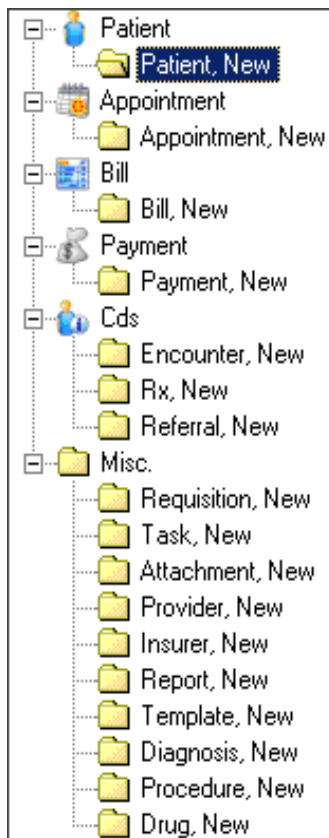 Patient
Patient, New
Appointment
Appointment, New
Bill
Bill, New
Payment
Payment, New
Cds
Encounter, New
Rx, New
Referral, New
Misc.
Requisition, New
Task, New
Attachment, New
Provider, New
Insurer, New
Report, New
Template, New
Diagnosis, New
Procedure, New
Drug, New